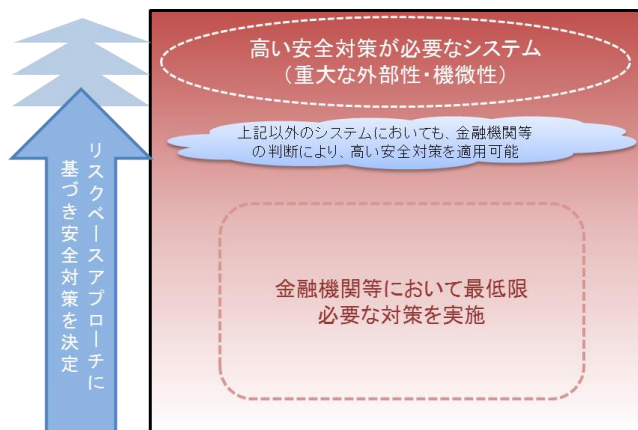 高い安全対策が必要なシステム
（重大な外部性・機微性）
上記以外のシステムにおいても、金融機関等
の判断により、高い安全対策を適用可能
リスクベースアプローチに
基づき安全対策を決定
金融機関等において最低限
必要な対策を実施